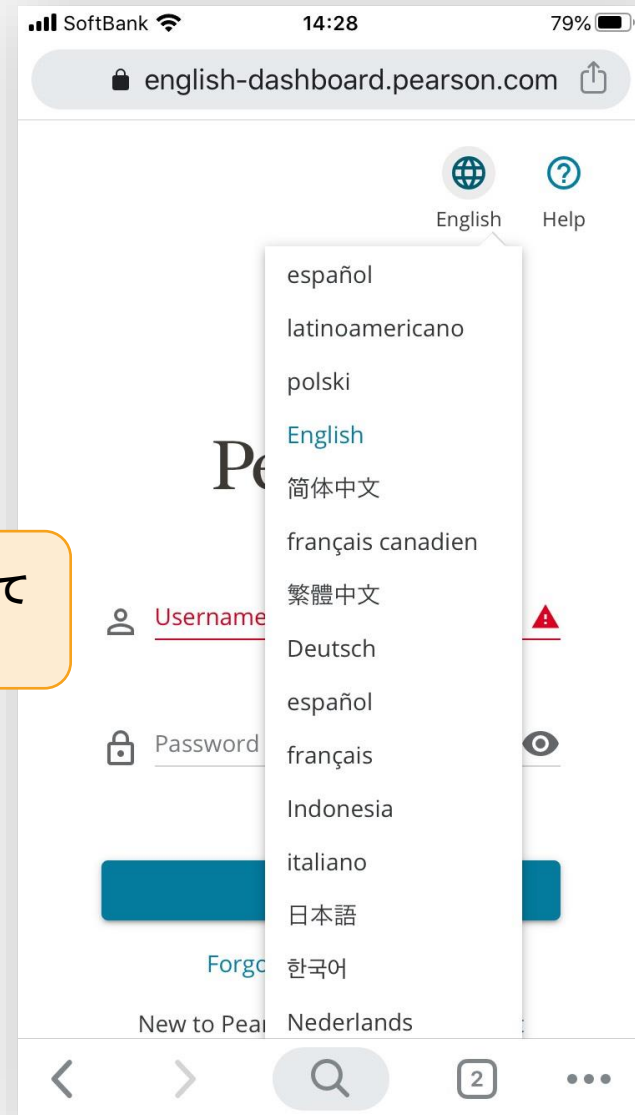 SoftBank 14:28 79%
english-dashboard.pearson.com
English Help
español
latinoamericano
polski
English
Pe
简体中文
français canadien
て
繁體中文
Username
Deutsch
español
Password
français
Indonesia
italiano
日本語
Forgo
한국어
New to Pear
Nederlands
2